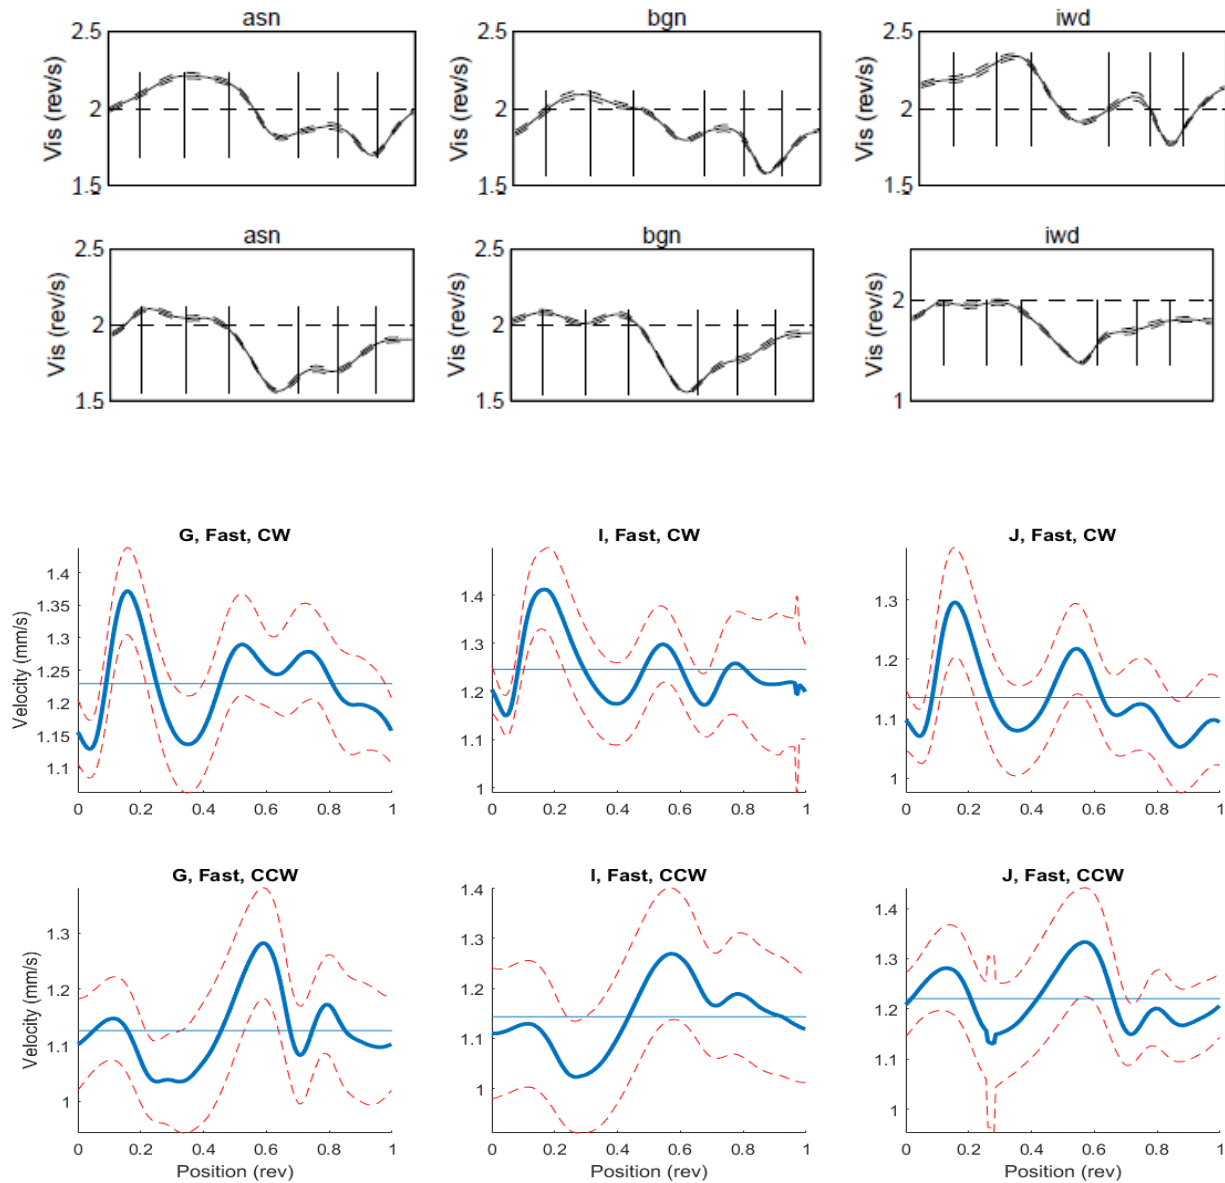 asn bgn iwd
2.5 2.5 2.5
Vis (rev/s) Vis (rev/s) Vis (rev/s)
2 2 2
1.5 1.5 1.5
asn bgn iwd
2.5 2.5
Vis (rev/s) Vis (rev/s) Vis (rev/s)
2 2 2
1.5 1.5 1
G, Fast, CW I, Fast, CW J, Fast, CW
Velocity (mm/s)
1.4 1.35 1.3 1.25 1.2 1.15 1.1
1.4 1.3 1.2 1.1 1
1.3 1.2 1.1 1
0 0.2 0.4 0.6 0.8 1 0 0.2 0.4 0.6 0.8 1 0 0.2 0.4 0.6 0.8 1
G, Fast, CCW I, Fast, CCW J, Fast, CCW
Velocity (mm/s)
1.3 1.2 1.1 1
1.4 1.3 1.2 1.1 1
1.4 1.3 1.2 1.1 1
0 0.2 0.4 0.6 0.8 1 0 0.2 0.4 0.6 0.8 1 0 0.2 0.4 0.6 0.8 1
Position (rev) Position (rev) Position (rev)